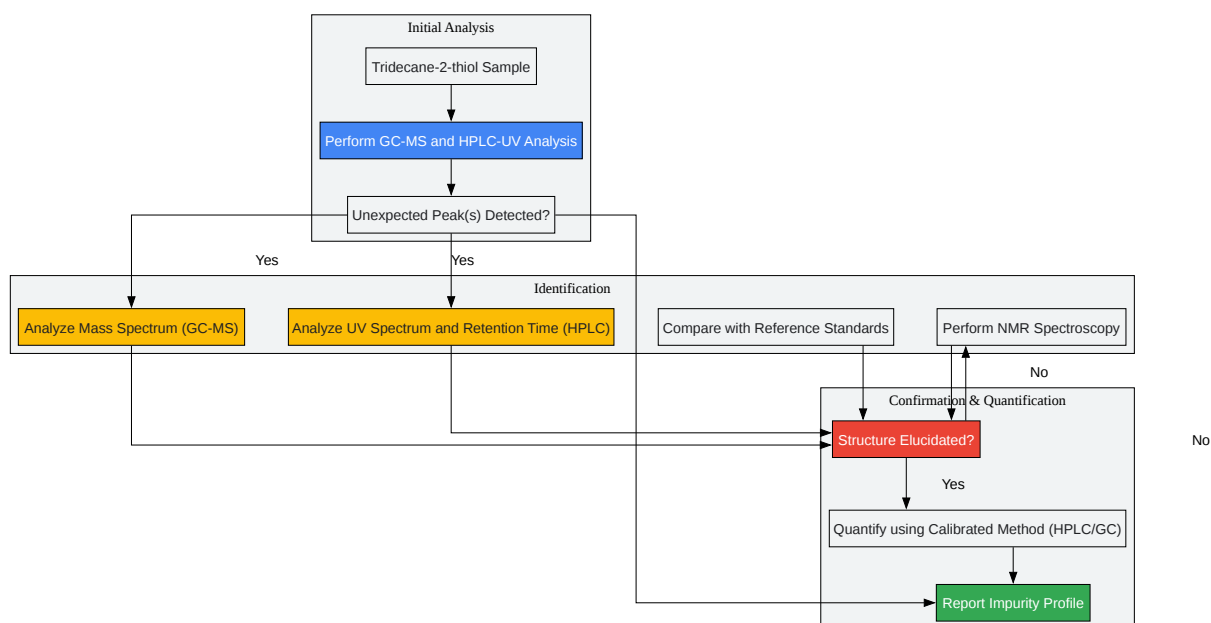 Initial Analysis
Tridecane-2-thiol Sample
Perform GC-MS and HPLC-UV Analysis
Unexpected Peak(s) Detected?
Yes
Yes
Identification
Analyze Mass Spectrum (GC-MS)
Analyze UV Spectrum and Retention Time (HPLC)
Compare with Reference Standards
Perform NMR Spectroscopy
No
Confirmation & Quantification
Structure Elucidated?
No
Yes
Quantify using Calibrated Method (HPLC/GC)
Report Impurity Profile